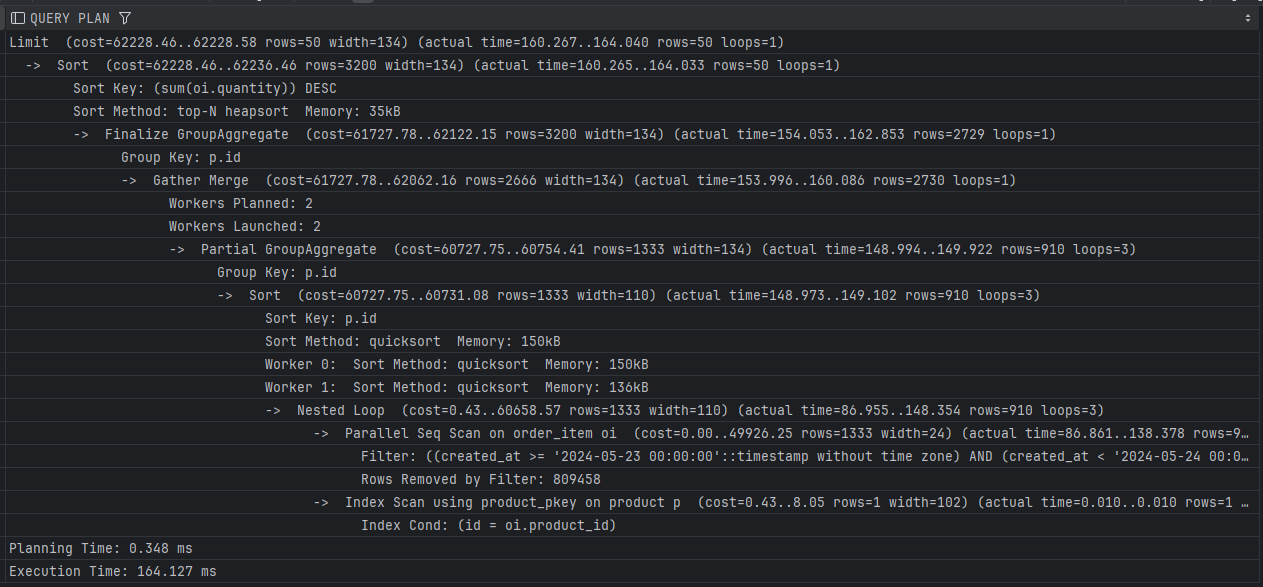 QUERY PLAN
Limit  (cost=62228.46..62228.58 rows=50 width=134) (actual time=160.267..164.040 rows=50 loops=1)
->  Sort  (cost=62228.46..62236.46 rows=3200 width=134) (actual time=160.265..164.033 rows=50 loops=1)
Sort Key: (sum(oi.quantity)) DESC
Sort Method: top-N heapsort  Memory: 35kB
->  Finalize GroupAggregate  (cost=61727.78..62122.15 rows=3200 width=134) (actual time=154.053..162.853 rows=2729 loops=1)
Group Key: p.id
->  Gather Merge  (cost=61727.78..62062.16 rows=2666 width=134) (actual time=153.996..160.086 rows=2730 loops=1)
Workers Planned: 2
Workers Launched: 2
->  Partial GroupAggregate  (cost=60727.75..60754.41 rows=1333 width=134) (actual time=148.994..149.922 rows=910 loops=3)
Group Key: p.id
->  Sort  (cost=60727.75..60731.08 rows=1333 width=110) (actual time=148.973..149.102 rows=910 loops=3)
Sort Key: p.id
Sort Method: quicksort  Memory: 150kB
Worker 0:  Sort Method: quicksort  Memory: 150kB
Worker 1:  Sort Method: quicksort  Memory: 136kB
->  Nested Loop  (cost=0.43..60658.57 rows=1333 width=110) (actual time=86.955..148.354 rows=910 loops=3)
->  Parallel Seq Scan on order_item oi  (cost=0.00..49926.25 rows=1333 width=24) (actual time=86.861..138.378 rows=9…
Filter: ((created_at >= '2024-05-23 00:00:00'::timestamp without time zone) AND (created_at < '2024-05-24 00:0…
Rows Removed by Filter: 809458
->  Index Scan using product_pkey on product p  (cost=0.43..8.05 rows=1 width=102) (actual time=0.010..0.010 rows=1 …
Index Cond: (id = oi.product_id)
Planning Time: 0.348 ms
Execution Time: 164.127 ms